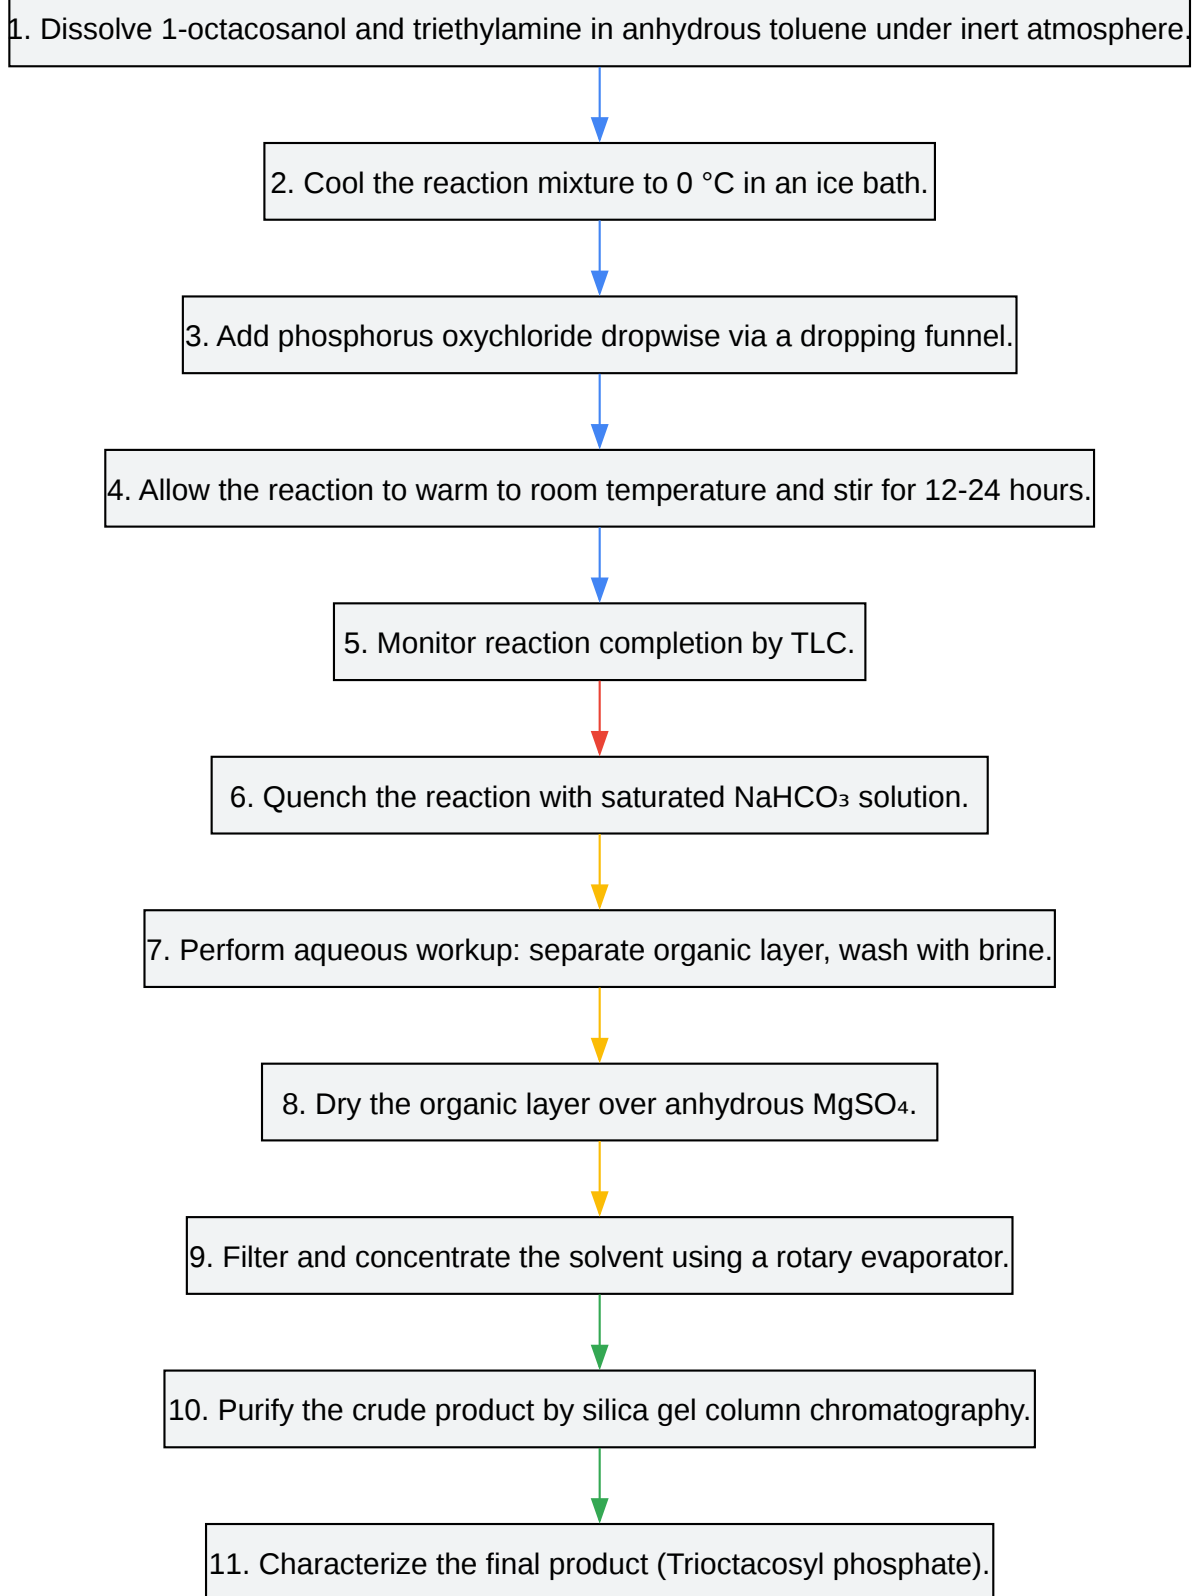 1. Dissolve 1-octacosanol and triethylamine in anhydrous toluene under inert atmosphere.
2. Cool the reaction mixture to 0 °C in an ice bath.
3. Add phosphorus oxychloride dropwise via a dropping funnel.
4. Allow the reaction to warm to room temperature and stir for 12-24 hours.
5. Monitor reaction completion by TLC.
6. Quench the reaction with saturated NaHCO₃ solution.
7. Perform aqueous workup: separate organic layer, wash with brine.
8. Dry the organic layer over anhydrous MgSO₄.
9. Filter and concentrate the solvent using a rotary evaporator.
10. Purify the crude product by silica gel column chromatography.
11. Characterize the final product (Trioctacosyl phosphate).